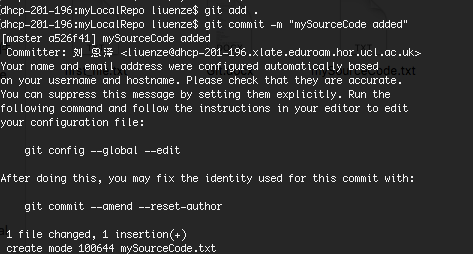 dhcp-201-196:myLocalRepo liuenze$ git add .
dhcp-201-196:myLocalRepo liuenze$ git commit -m "mySourceCode added"
[master a526f41] mySourceCode added
Committer: 刘 恩泽 <liuenze@dhcp-201-196.xlate.eduroam.hor.ucl.ac.uk>
Your name and email address were configured automatically based
on your username and hostname. Please check that they are accurate.
You can suppress this message by setting them explicitly. Run the
following command and follow the instructions in your editor to edit
your configuration file:
git config --global --edit
After doing this, you may fix the identity used for this commit with:
git commit --amend --reset-author
1 file changed, 1 insertion(+)
create mode 100644 mySourceCode.txt